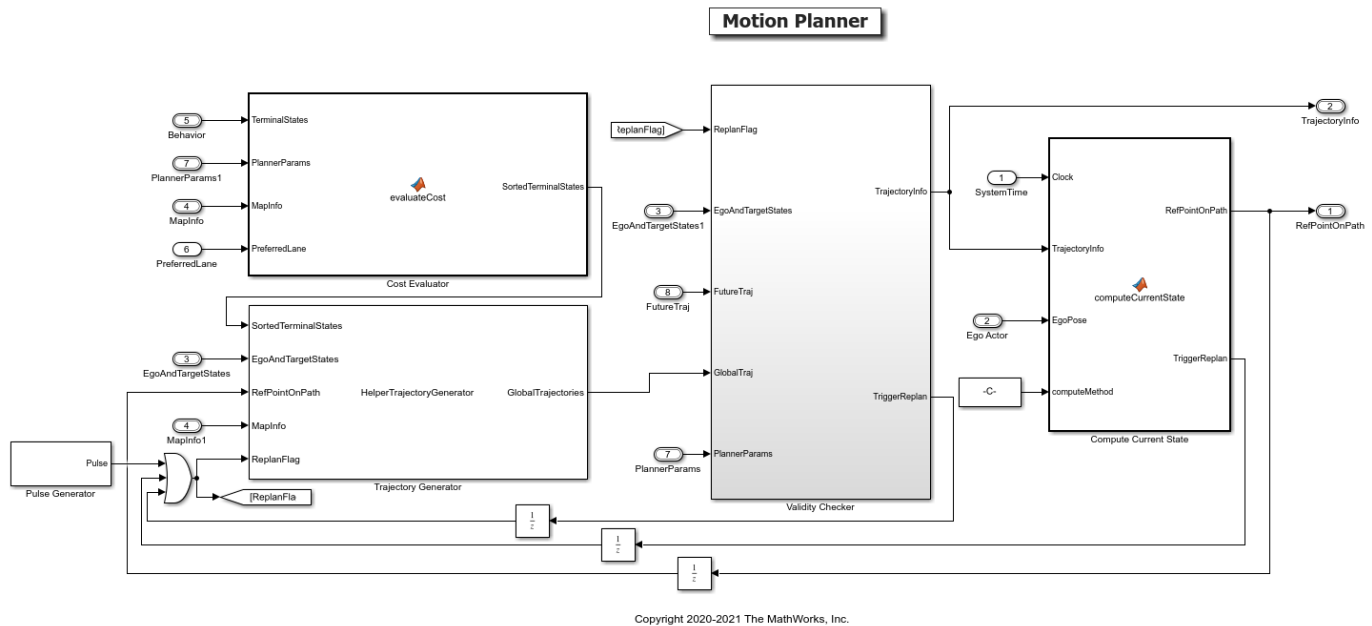 Motion Planner
5
Behavior
TerminalStates
7
PlannerParams1
PlannerParams
4
MapInfo
MapInfo
6
PreferredLane
PreferredLane
evaluateCost
SortedTerminalStates
Cost Evaluator
SortedTerminalStates
3
EgoAndTargetStates
EgoAndTargetStates
RefPointOnPath
4
MapInfo1
MapInfo
ReplanFlag
HelperTrajectoryGenerator
GlobalTrajectories
Trajectory Generator
Pulse
Pulse Generator
[ReplanFla
ReplanFlag]
ReplanFlag
3
EgoAndTargetStates1
EgoAndTargetStates
8
FutureTraj
FutureTraj
GlobalTraj
7
PlannerParams
PlannerParams
TrajectoryInfo
TriggerReplan
Validity Checker
2
TrajectoryInfo
1
SystemTime
Clock
TrajectoryInfo
2
Ego Actor
EgoPose
-C-
computeMethod
computeCurrentState
RefPointOnPath
TriggerReplan
Compute Current State
1
RefPointOnPath
1
z
1
z
1
z
Copyright 2020-2021 The MathWorks, Inc.